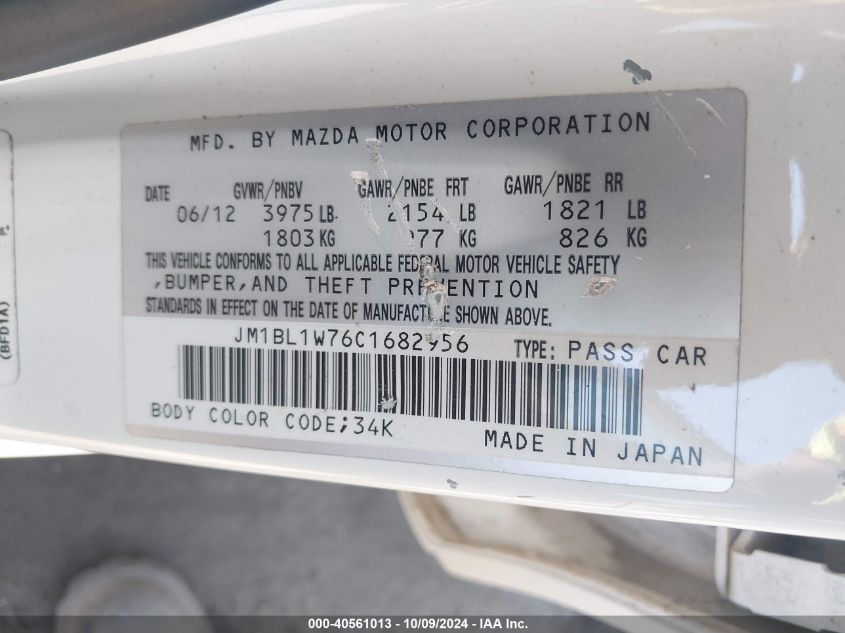 MFD. BY MAZDA MOTOR CORPORATION
DATE GVWR/PNBV GAWR/PNBE FRT GAWR/PNBE RR
06/12 3975 LB 2154 LB 1821 LB
1803 KG 977 KG 826 KG
THIS VEHICLE CONFORMS TO ALL APPLICABLE FEDERAL MOTOR VEHICLE SAFETY
,BUMPER,AND THEFT PREVENTION
STANDARDS IN EFFECT ON THE DATE OF MANUFACTURE SHOWN ABOVE.
JM1BL1W76C1682956 TYPE: PASS CAR
BODY COLOR CODE;34K
MADE IN JAPAN
(BFD1A)
000-40561013 - 10/09/2024 - IAA Inc.